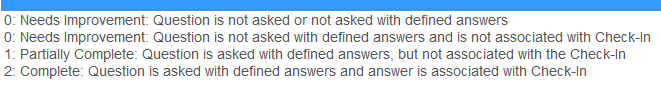 0: Needs Improvement: Question is not asked or not asked with defined answers
0: Needs Improvement: Question is not asked with defined answers and is not associated with Check-In
1: Partially Complete: Question is asked with defined answers, but not associated with the Check-In
2: Complete: Question is asked with defined answers and answer is associated with Check-In